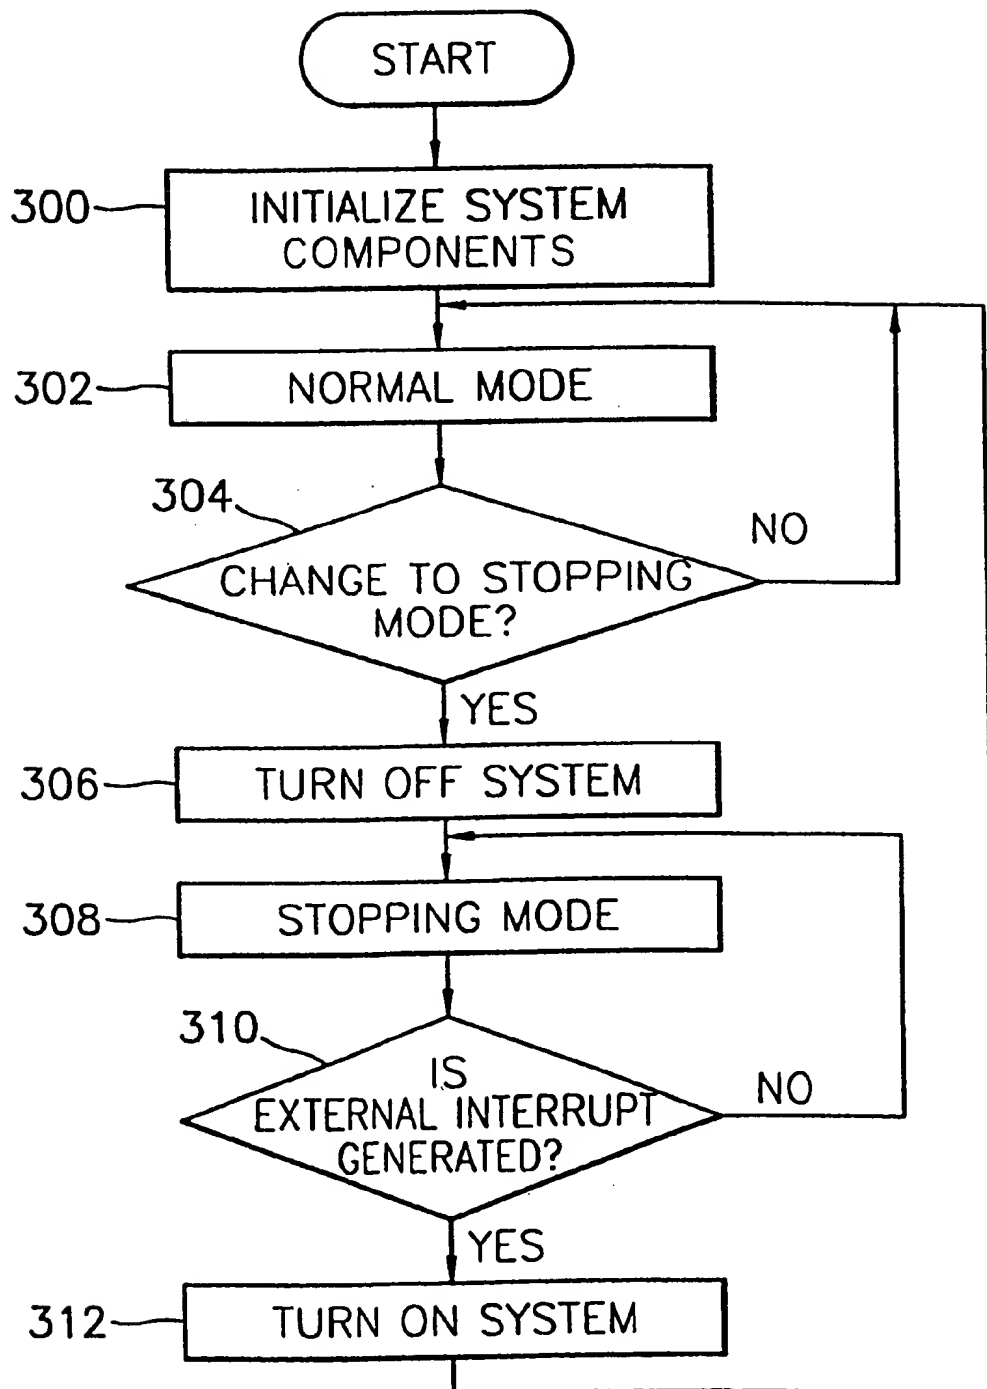 START
300
INITIALIZE SYSTEM
COMPONENTS
302
NORMAL MODE
304
NO
CHANGE TO STOPPING
MODE?
YES
306
TURN OFF SYSTEM
308
STOPPING MODE
310
IS
NO
EXTERNAL INTERRUPT
GENERATED?
YES
312
TURN ON SYSTEM